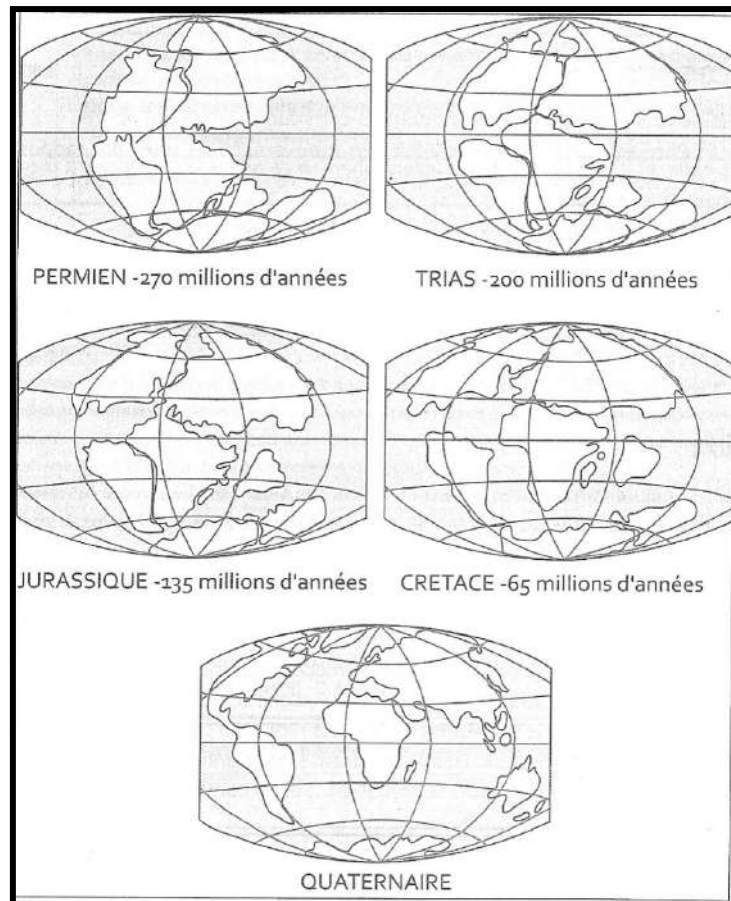 PERMIEN -270 millions d'années
TRIAS -200 millions d'années
JURASSIQUE -135 millions d'années
CRETACE -65 millions d'années
QUATERNAIRE